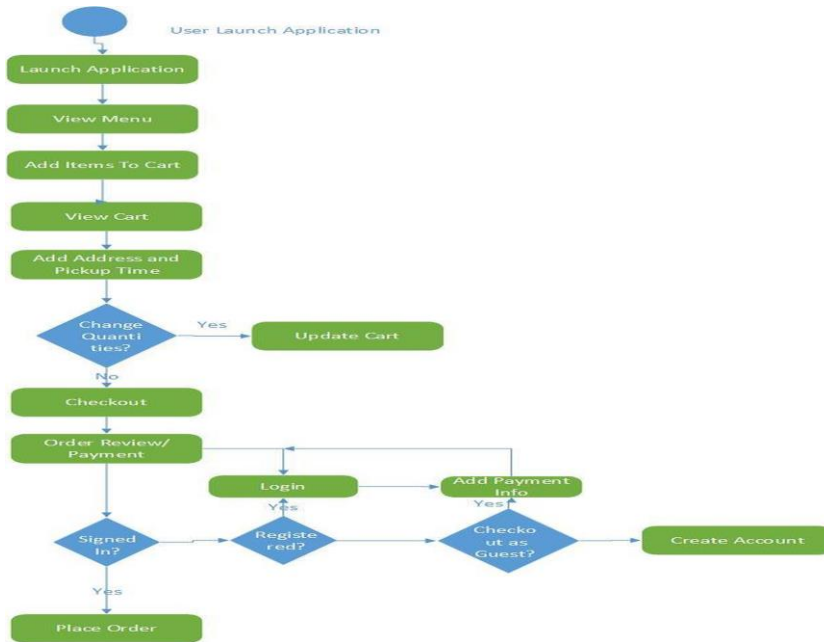 User Launch Application
Launch Application
View Menu
Add Items To Cart
View Cart
Add Address and
Pickup Time
Change
Quanti
ties?
Yes
Update Cart
No
Checkout
Order Review/
Payment
Login
Add Payment
Info
Yes
Yes
Signed
In?
Registe
red?
Checko
ut as
Guest?
Create Account
Yes
Place Order